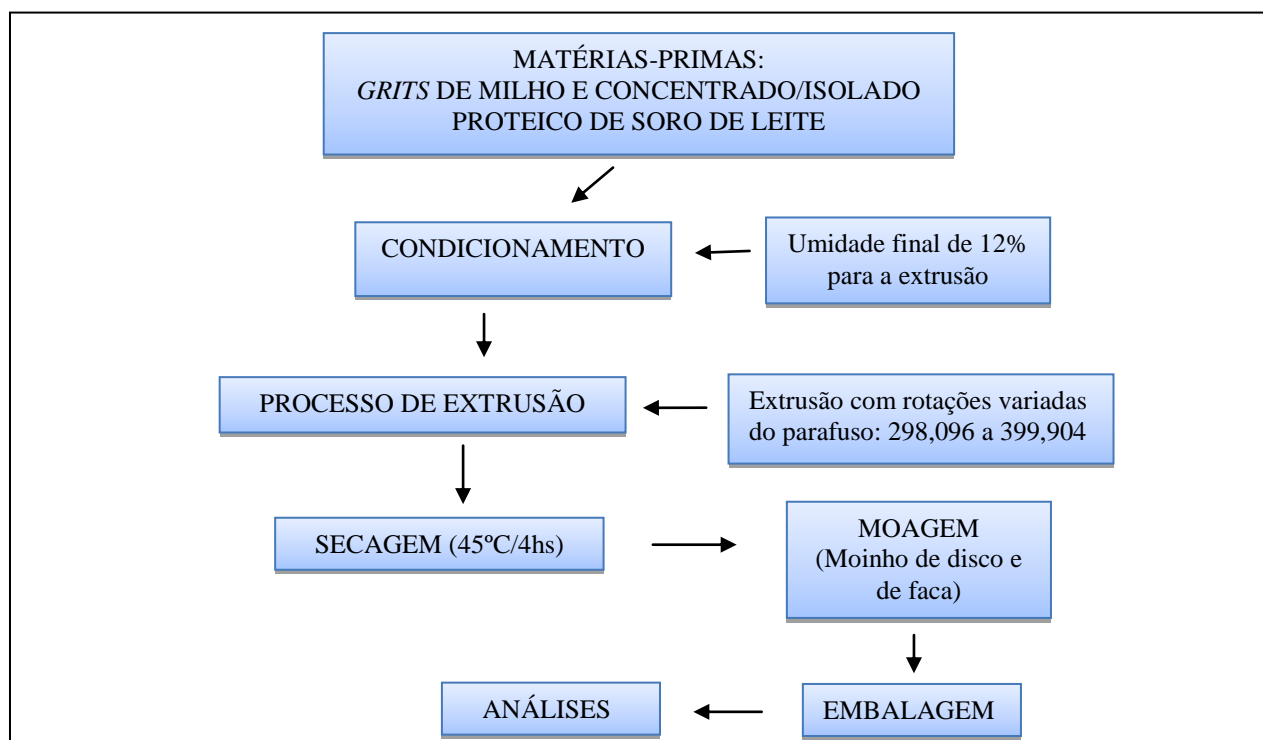 MATÉRIAS-PRIMAS:
GRITS DE MILHO E CONCENTRADO/ISOLADO
PROTEICO DE SORO DE LEITE
CONDICIONAMENTO
Umidade final de 12%
para a extrusão
PROCESSO DE EXTRUSÃO
Extrusão com rotações variadas
do parafuso: 298,096 a 399,904
SECAGEM (45ºC/4hs)
MOAGEM
(Moinho de disco e
de faca)
EMBALAGEM
ANÁLISES